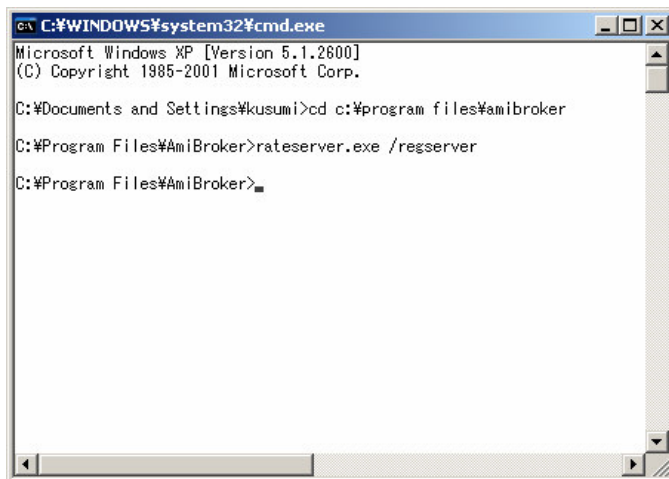 C:¥WINDOWS¥system32¥cmd.exe
Microsoft Windows XP [Version 5.1.2600]
(C) Copyright 1985-2001 Microsoft Corp.
C:¥Documents and Settings¥kusumi>cd c:¥program files¥amibroker
C:¥Program Files¥AmiBroker>rateserver.exe /regserver
C:¥Program Files¥AmiBroker>